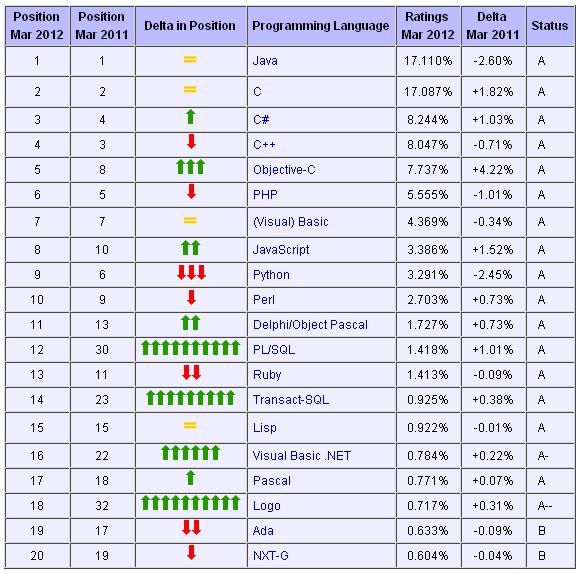 Position Mar 2012 Position Mar 2011 Delta in Position Programming Language Ratings Mar 2012 Delta Mar 2011 Status
1 1 = Java 17.110% -2.60% A
2 2 = C 17.087% +1.82% A
3 4 C# 8.244% +1.03% A
4 3 C++ 8.047% -0.71% A
5 8 Objective-C 7.737% +4.22% A
6 5 PHP 5.555% -1.01% A
7 7 = (Visual) Basic 4.369% -0.34% A
8 10 JavaScript 3.386% +1.52% A
9 6 Python 3.291% -2.45% A
10 9 Perl 2.703% +0.73% A
11 13 Delphi/Object Pascal 1.727% +0.73% A
12 30 PL/SQL 1.418% +1.01% A
13 11 Ruby 1.413% -0.09% A
14 23 Transact-SQL 0.925% +0.38% A
15 15 = Lisp 0.922% -0.01% A
16 22 Visual Basic .NET 0.784% +0.22% A-
17 18 Pascal 0.771% +0.07% A
18 32 Logo 0.717% +0.31% A--
19 17 Ada 0.633% -0.09% B
20 19 NXT-G 0.604% -0.04% B